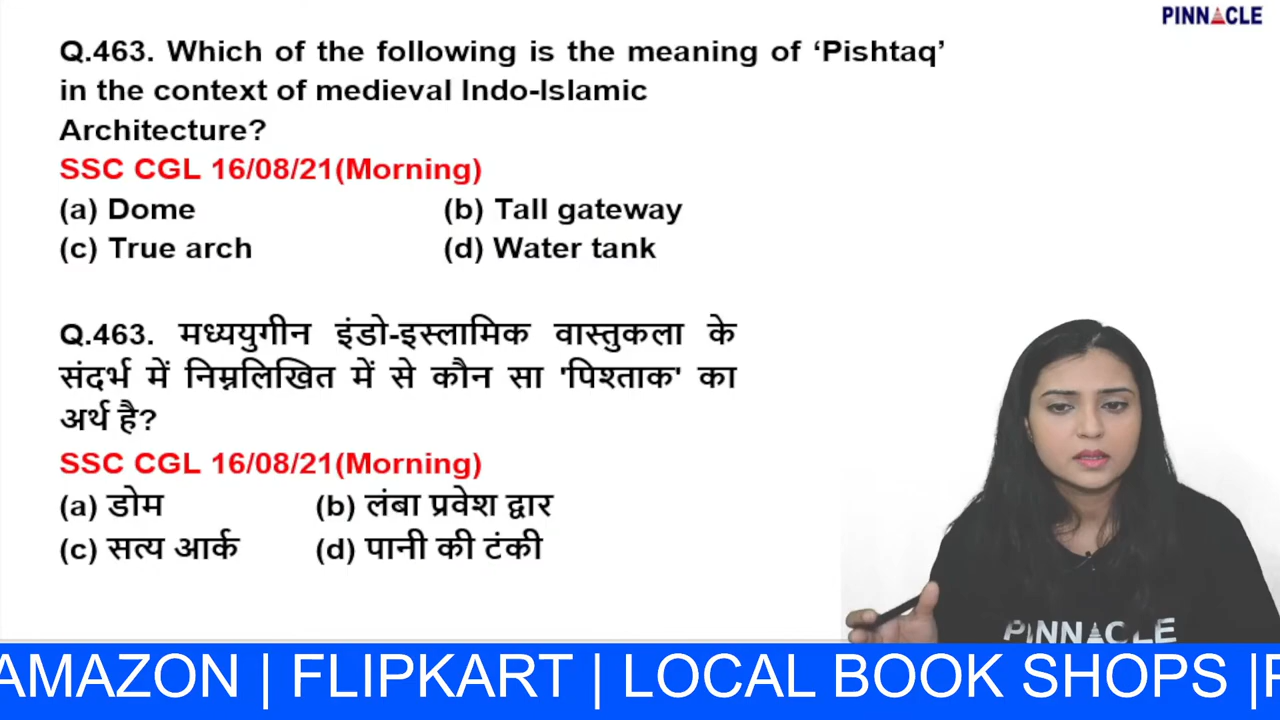 PINNACLE
Q.463. Which of the following is the meaning of ‘Pishtaq’
in the context of medieval Indo-Islamic
Architecture?
SSC CGL 16/08/21(Morning)
(a) Dome (b) Tall gateway
(c) True arch (d) Water tank
Q.463. मध्ययुगीन इंडो-इस्लामिक वास्तुकला के
संदर्भ में निम्नलिखित में से कौन सा 'पिश्ताक' का
अर्थ है?
SSC CGL 16/08/21(Morning)
(a) डोम (b) लंबा प्रवेश द्वार
(c) सत्य आर्क (d) पानी की टंकी
PINNACLE
AMAZON | FLIPKART | LOCAL BOOK SHOPS |